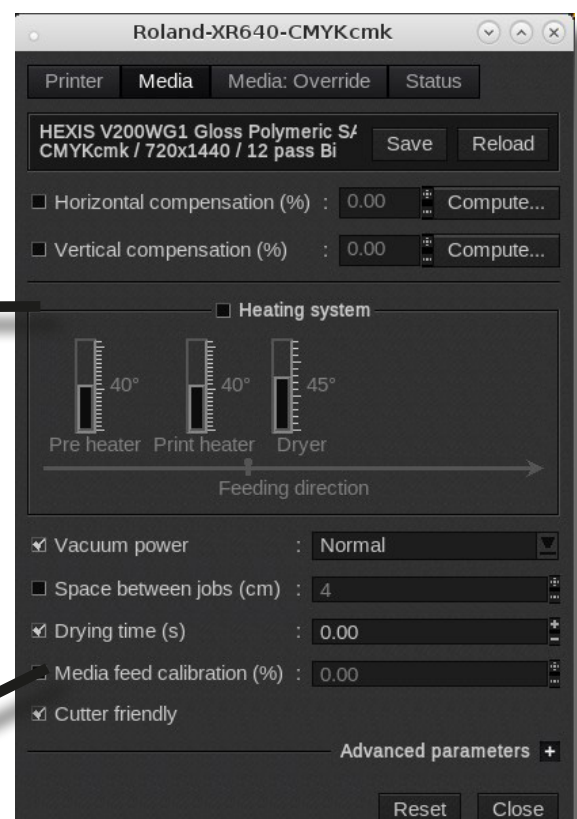 Roland-XR640-CMYKcmk
Printer Media Media: Override Status
HEXIS V200WG1 Gloss Polymeric SA
CMYKcmk / 720x1440 / 12 pass Bi
Save Reload
Horizontal compensation (%) : 0.00 Compute...
Vertical compensation (%) : 0.00 Compute...
Heating system
40° 40° 45°
Pre heater Print heater Dryer
Feeding direction
Vacuum power : Normal
Space between jobs (cm) : 4
Drying time (s) : 0.00
Media feed calibration (%) : 0.00
Cutter friendly
Advanced parameters +
Reset Close